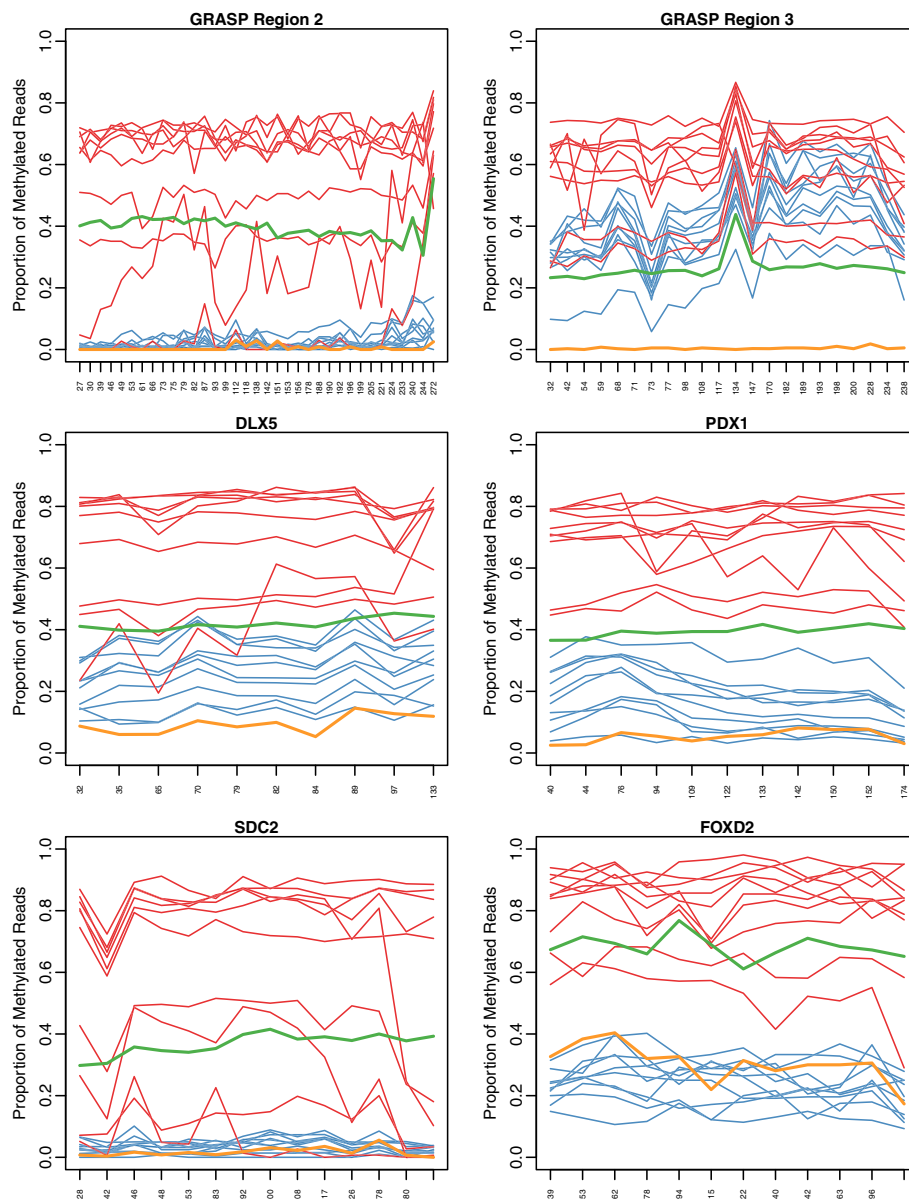 GRASP Region 2
GRASP Region 3
Proportion of Methylated Reads
0.0 0.2 0.4 0.6 0.8 1.0
27 30 39 46 49 53 61 66 73 75 79 82 87 93 99 112 118 138 142 151 153 156 178 188 190 192 196 199 205 221 224 233 240 244 272
Proportion of Methylated Reads
0.0 0.2 0.4 0.6 0.8 1.0
32 42 54 59 68 71 73 77 98 108 117 134 147 170 182 189 193 198 200 228 234 238
DLX5
PDX1
Proportion of Methylated Reads
0.0 0.2 0.4 0.6 0.8 1.0
32 35 65 70 79 82 84 89 97 133
Proportion of Methylated Reads
0.0 0.2 0.4 0.6 0.8 1.0
40 44 76 94 109 122 133 142 150 152 174
SDC2
FOXD2
Proportion of Methylated Reads
0.0 0.2 0.4 0.6 0.8 1.0
28 42 46 48 53 83 92 00 08 17 26 78 80
Proportion of Methylated Reads
0.0 0.2 0.4 0.6 0.8 1.0
39 53 62 78 94 15 22 40 42 63 96